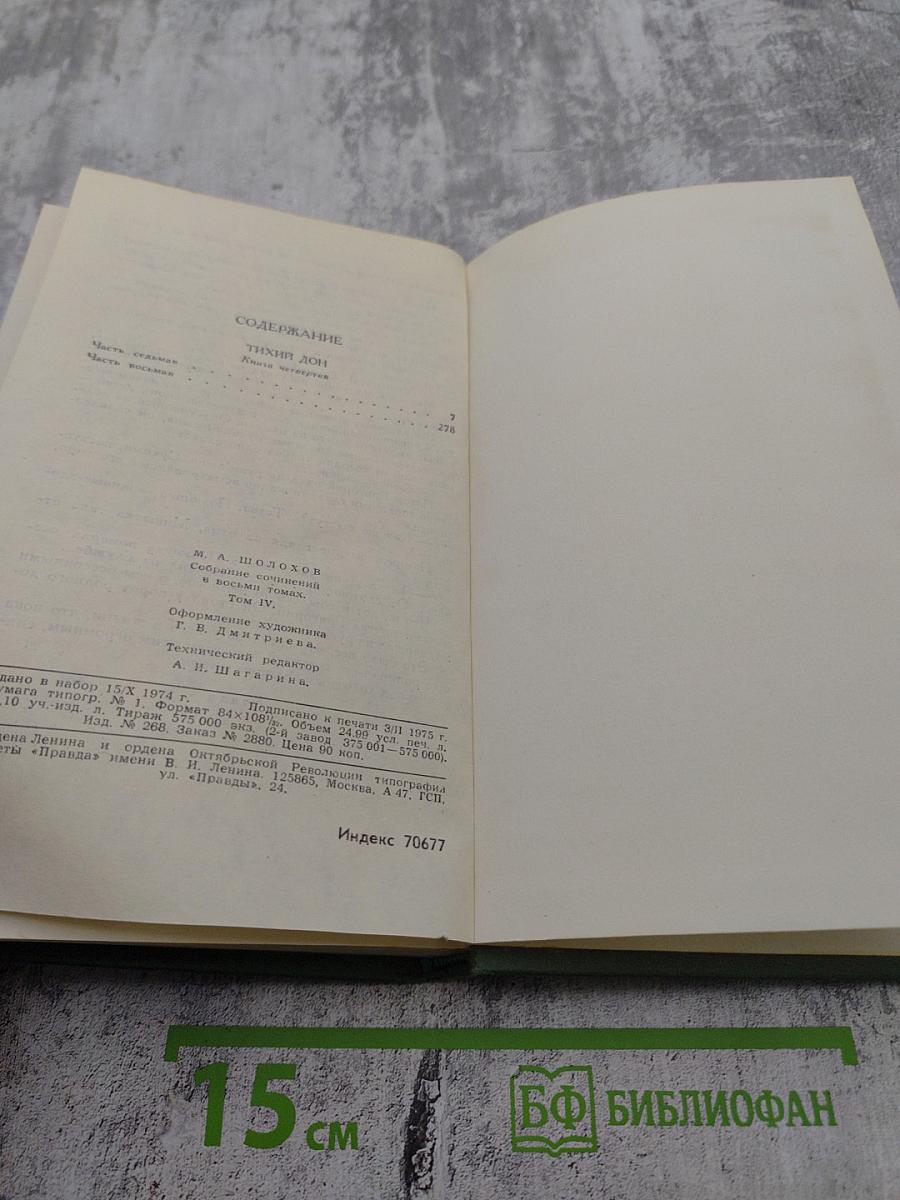 СОДЕРЖАНИЕ
ТИХИЙ ДОН
Книга четвертая
Часть седьмая . . . . . . . . . . . . . . . . . 7
Часть восьмая . . . . . . . . . . . . . . . . . 278
М. А. ШОЛОХОВ
Собрание сочинений
в восьми томах.
Том IV.
Оформление художника
Г. В. Дмитриева.
Технический редактор
А. И. Шагарина.
дано в набор 15/X 1974 г. Подписано к печати 3/II 1975 г.
умага типогр. № 1. Формат 84×108¹/₃₂. Объем 24,99 усл. печ. л.
,10 уч.-изд. л. Тираж 575 000 экз. (2-й завод 375 001—575 000).
Изд. № 268. Заказ № 2880. Цена 90 коп.
дена Ленина и ордена Октябрьской Революции типография
еты «Правда» имени В. И. Ленина. 125865, Москва, А-47, ГСП,
ул. «Правды», 24.
Индекс 70677
15 см
БФ БИБЛИОФАН